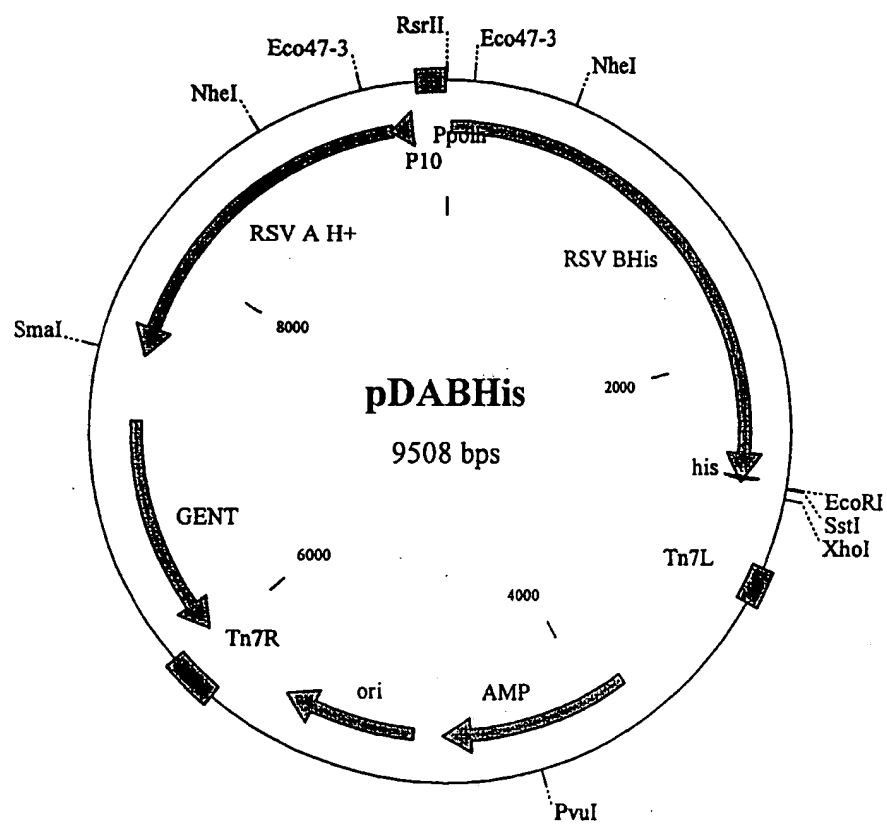 RsrII
Eco47-3
Eco47-3
NheI
NheI
Ppolh
P10
RSV A H+
RSV BHis
SmaI
8000
2000
pDABHis
9508 bps
his
EcoRI
SstI
XhoI
GENT
Tn7L
6000
4000
Tn7R
ori
AMP
PvuI